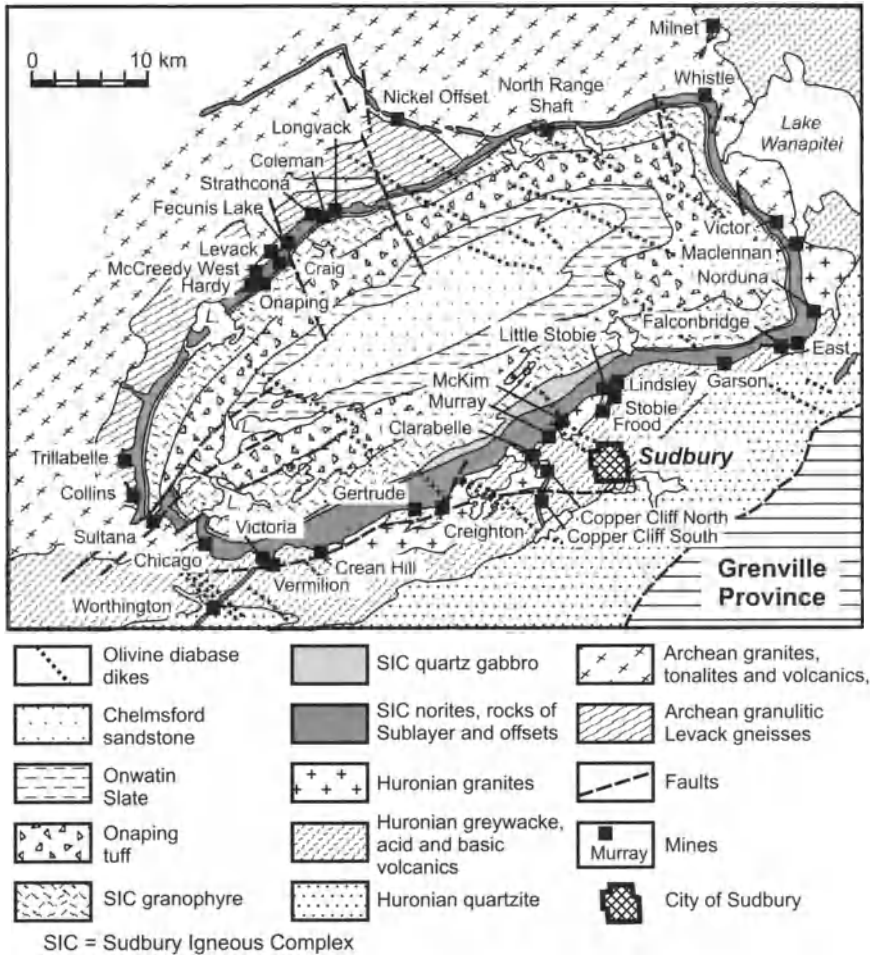 0 10 km
Milnet
Whistle
North Range
Shaft
Nickel Offset
Lake
Wanapitei
Longvack
Coleman
Strathcona
Fecunis Lake
Levack
McCreedy West
Hardy
Craig
Onaping
Victor
Maclennan
Norduna
L
Falconbridge
East
Little Stobie
Lindsley
Garson
McKim
Murray
Stobie
Frood
Clarabelle
Sudbury
Trillabelle
Collins
L
Gertrude
Sultana
Victoria
Creighton
Copper Cliff North
Copper Cliff South
Chicago
Crean Hill
Vermilion
Worthington
Grenville
Province
Olivine diabase
dikes
SIC quartz gabbro
Archean granites,
tonalites and volcanics,
Chelmsford
sandstone
SIC norites, rocks of
Sublayer and offsets
Archean granulitic
Levack gneisses
Onwatin
Slate
Huronian granites
Faults
Onaping
tuff
Huronian greywacke,
acid and basic
volcanics
Murray
Mines
SIC granophyre
Huronian quartzite
City of Sudbury
SIC = Sudbury Igneous Complex